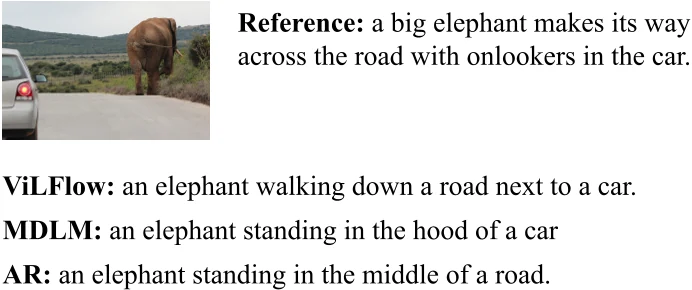 Reference: a big elephant makes its way
across the road with onlookers in the car.
ViLFlow: an elephant walking down a road next to a car.
MDLM: an elephant standing in the hood of a car
AR: an elephant standing in the middle of a road.